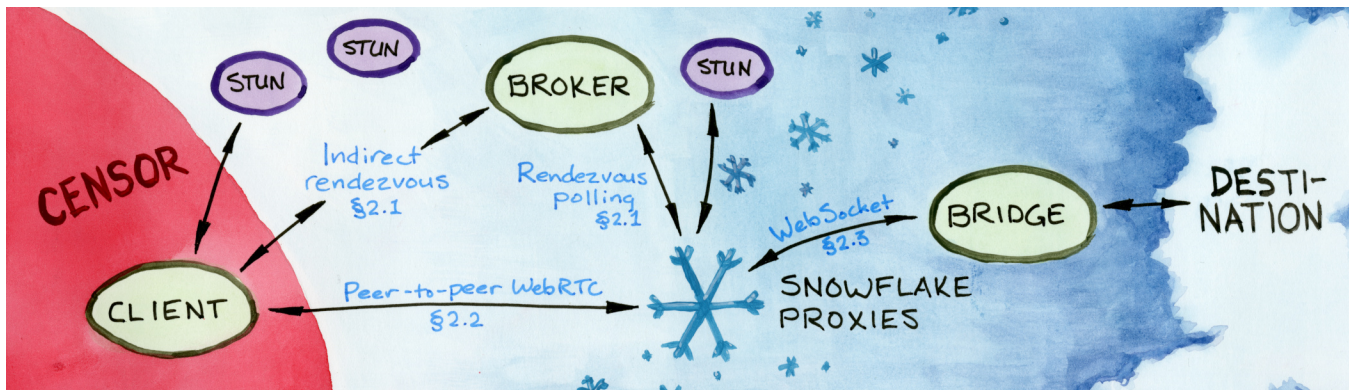 STUN
STUN
BROKER
STUN
CENSOR
Indirect
rendezvous
§2.1
Rendezvous
polling
§2.1
WebSocket
§2.3
BRIDGE
DESTI-
NATION
CLIENT
Peer-to-peer WebRTC
§2.2
SNOWFLAKE
PROXIES